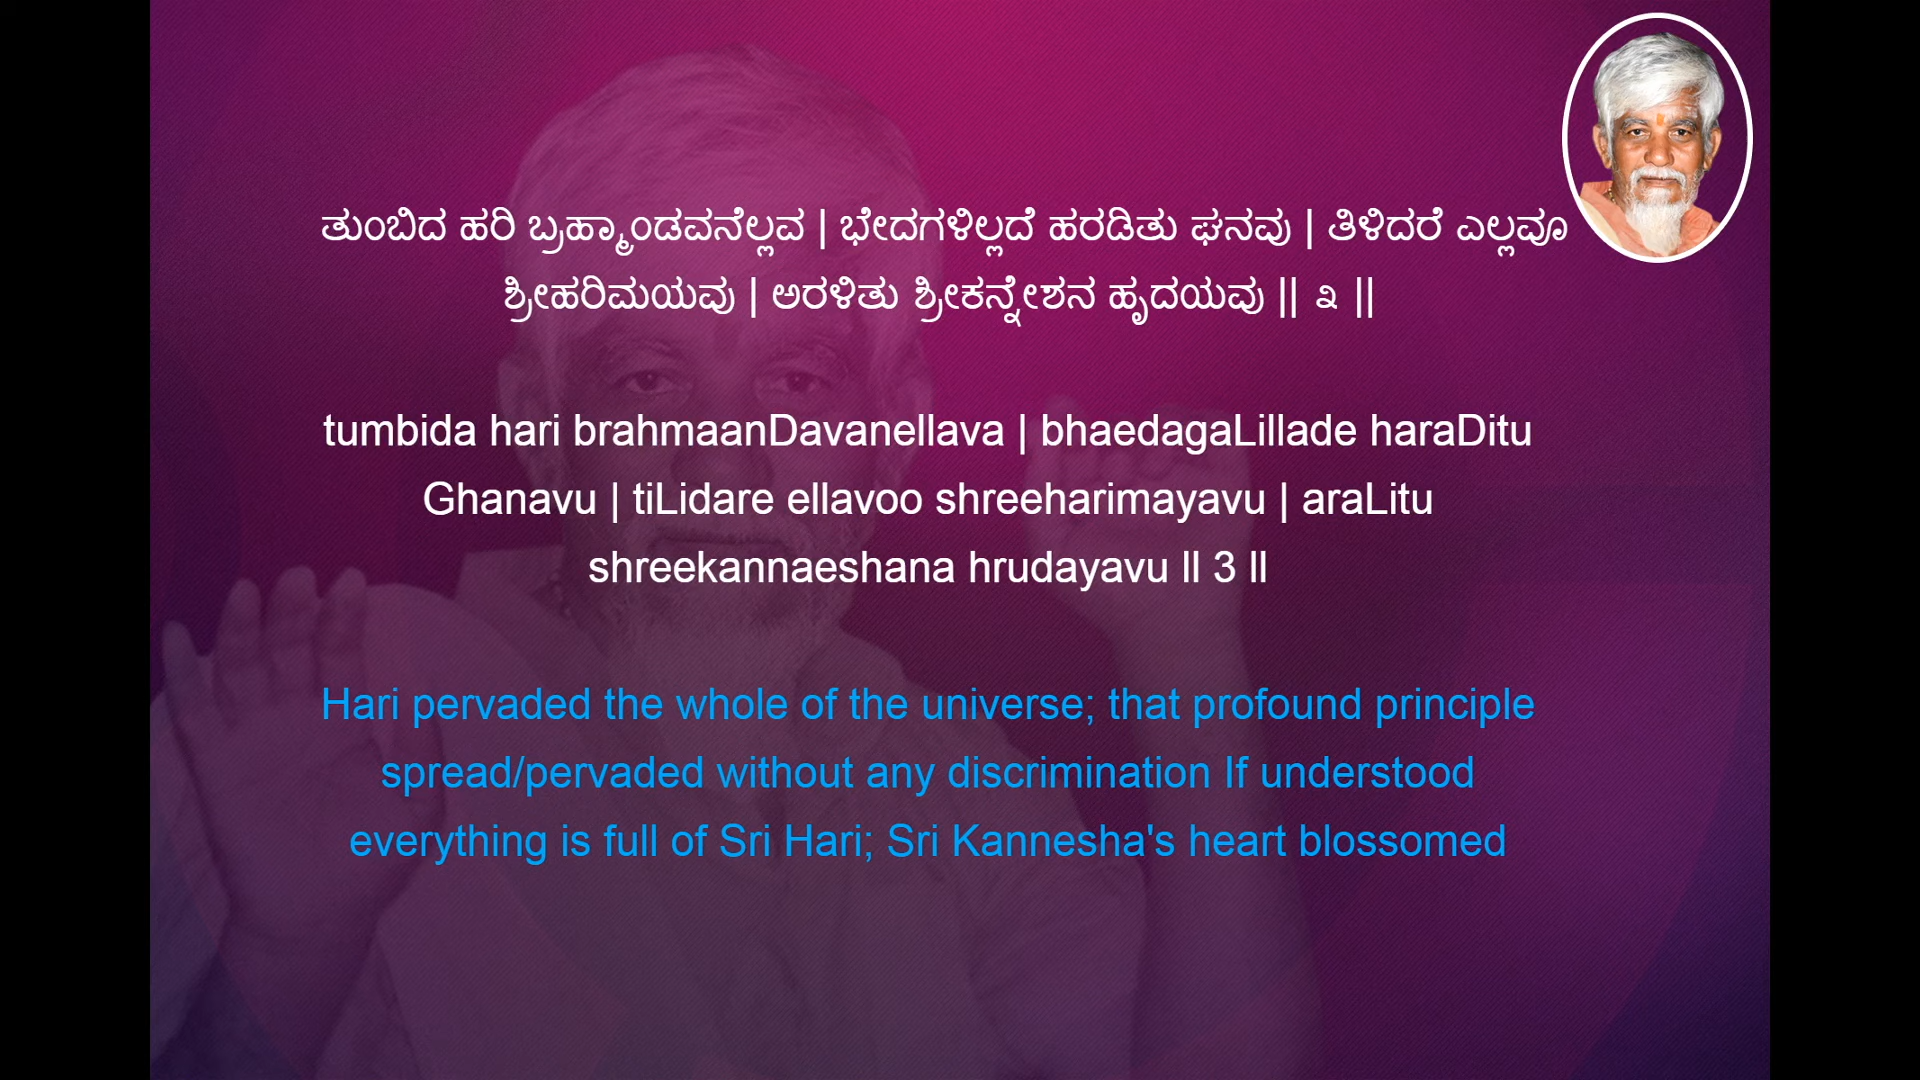 ತುಂಬಿದ ಹರಿ ಬ್ರಹ್ಮಾಂಡವನೆಲ್ಲವ | ಭೇದಗಳಿಲ್ಲದೆ ಹರಡಿತು ಘನವು | ತಿಳಿದರೆ ಎಲ್ಲವೂ
ಶ್ರೀಹರಿಮಯವು | ಅರಳಿತು ಶ್ರೀಕನ್ನೇಶನ ಹೃದಯವು || ೩ ||
tumbida hari brahmaanDavanellava | bhaedagaLillade haraDitu
Ghanavu | tiLidare ellavoo shreeharimayavu | araLitu
shreekannaeshana hrudayavu ll 3 ll
Hari pervaded the whole of the universe; that profound principle
spread/pervaded without any discrimination If understood
everything is full of Sri Hari; Sri Kannesha's heart blossomed